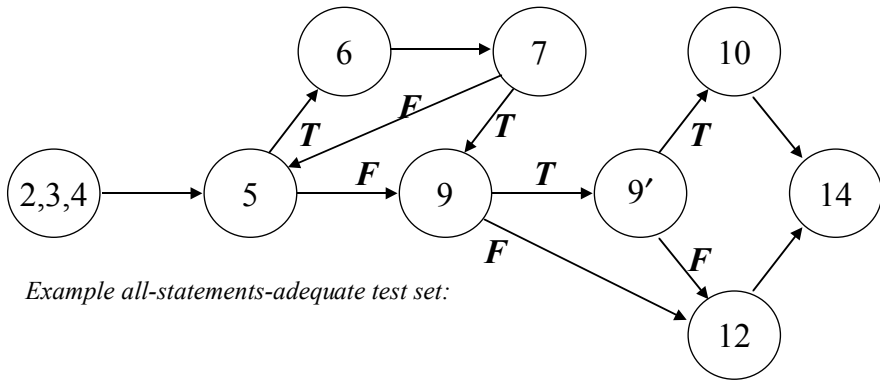 6
7
10
F
T
T
T
2,3,4
5
F
9
T
9′
14
F
F
Example all-statements-adequate test set:
12